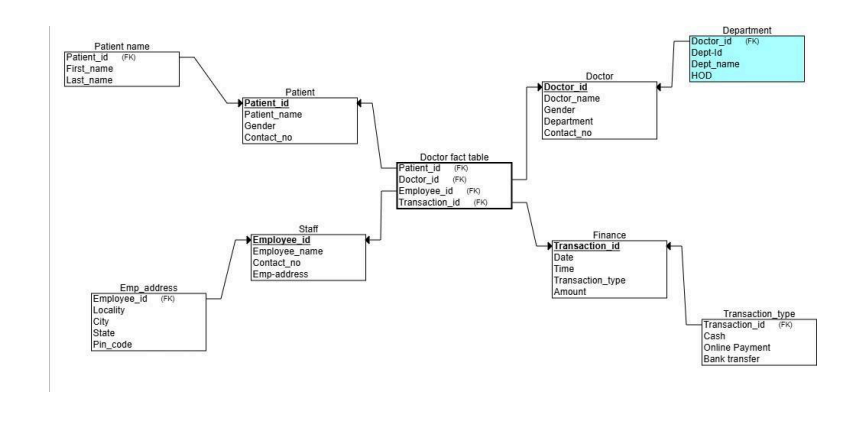 Patient name
Patient_id (FK)
First_name
Last_name
Patient
Patient_id
Patient_name
Gender
Contact_no
Department
Doctor_id (FK)
Dept-Id
Dept_name
HOD
Doctor
Doctor_id
Doctor_name
Gender
Department
Contact_no
Doctor fact table
Patient_id (FK)
Doctor_id (FK)
Employee_id (FK)
Transaction_id (FK)
Staff
Employee_id
Employee_name
Contact_no
Emp-address
Emp_address
Employee_id (FK)
Locality
City
State
Pin_code
Finance
Transaction_id
Date
Time
Transaction_type
Amount
Transaction_type
Transaction_id (FK)
Cash
Online Payment
Bank transfer